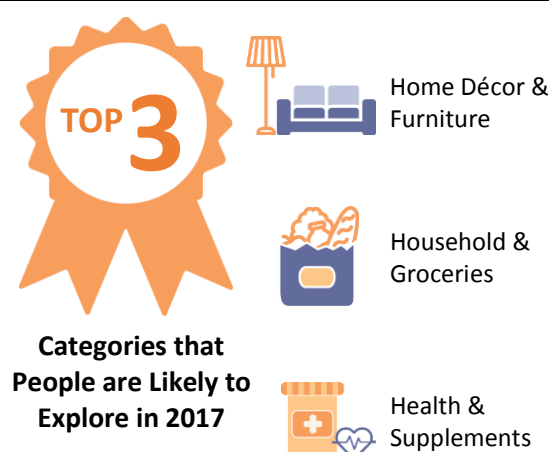 TOP 3
Categories that
People are Likely to
Explore in 2017
Home Décor &
Furniture
Household &
Groceries
Health &
Supplements